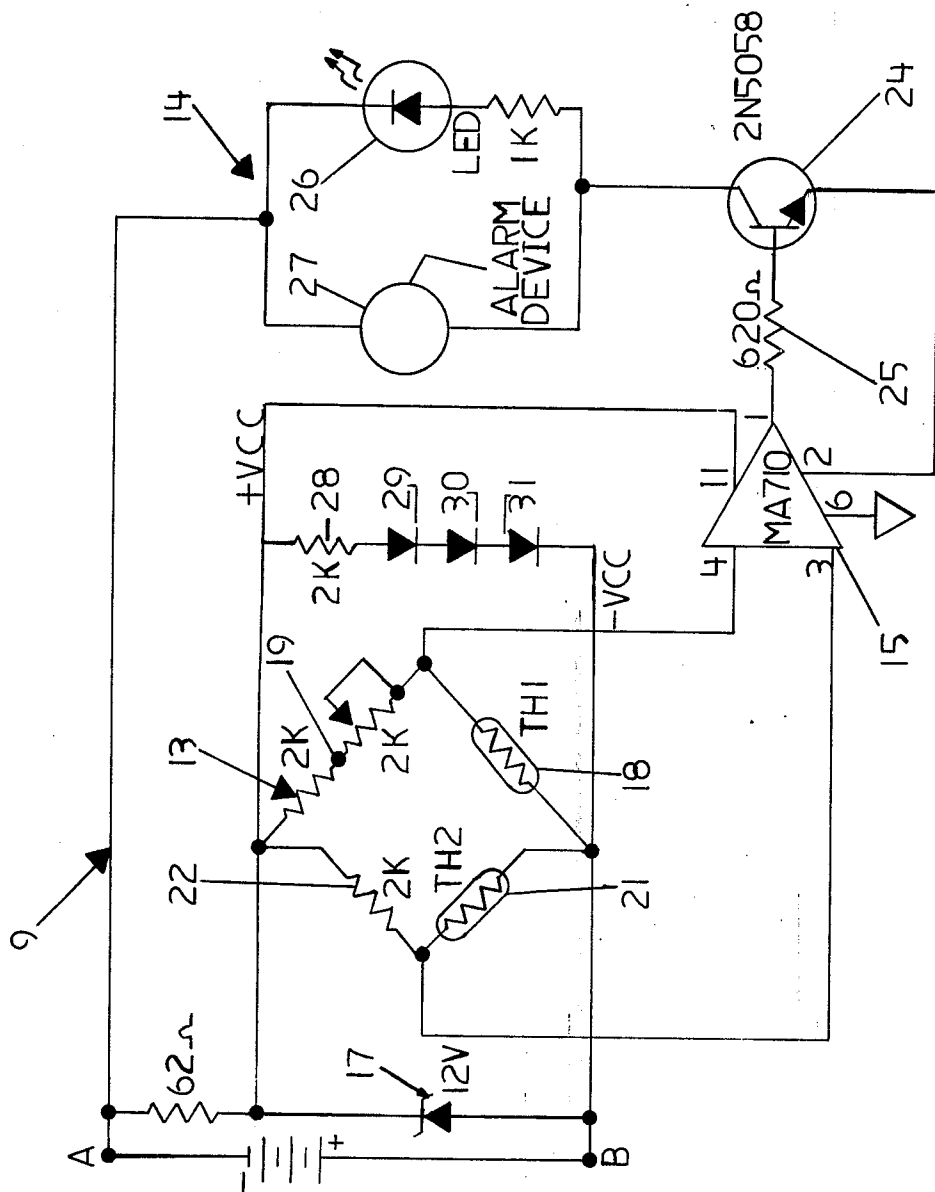 9
A
62Ω
17
12V
-
+
B
13
19
22
2K
2K
2K
TH2
TH1
21
18
+VCC
2K
28
29
30
31
-VCC
14
27
26
LED
1K
ALARM
DEVICE
4
11
3
MA710
1
2
6
15
620Ω
25
2N5058
24